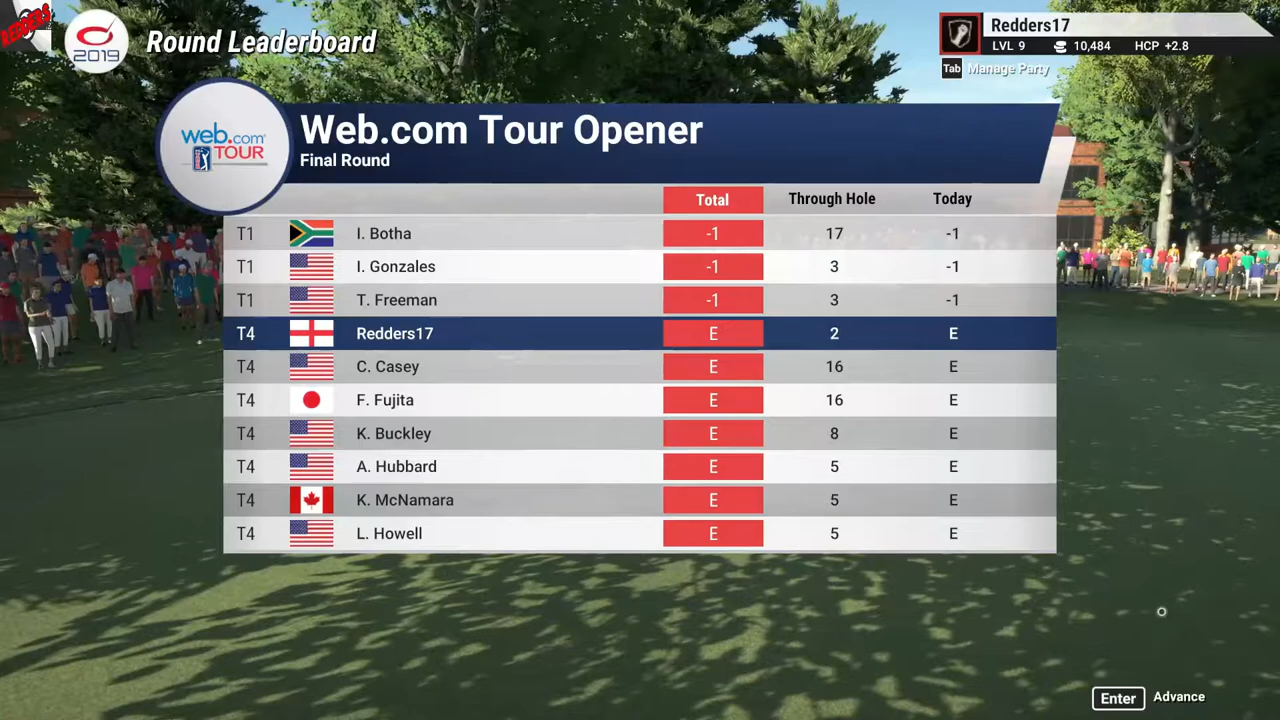 REDDERS
2019
Round Leaderboard
Redders17
LVL 9 10,484 HCP +2.8
Tab Manage Party
web.com
PGA TOUR TOUR
Web.com Tour Opener
Final Round
Total Through Hole Today
T1 I. Botha -1 17 -1
T1 I. Gonzales -1 3 -1
T1 T. Freeman -1 3 -1
T4 Redders17 E 2 E
T4 C. Casey E 16 E
T4 F. Fujita E 16 E
T4 K. Buckley E 8 E
T4 A. Hubbard E 5 E
T4 K. McNamara E 5 E
T4 L. Howell E 5 E
Enter Advance